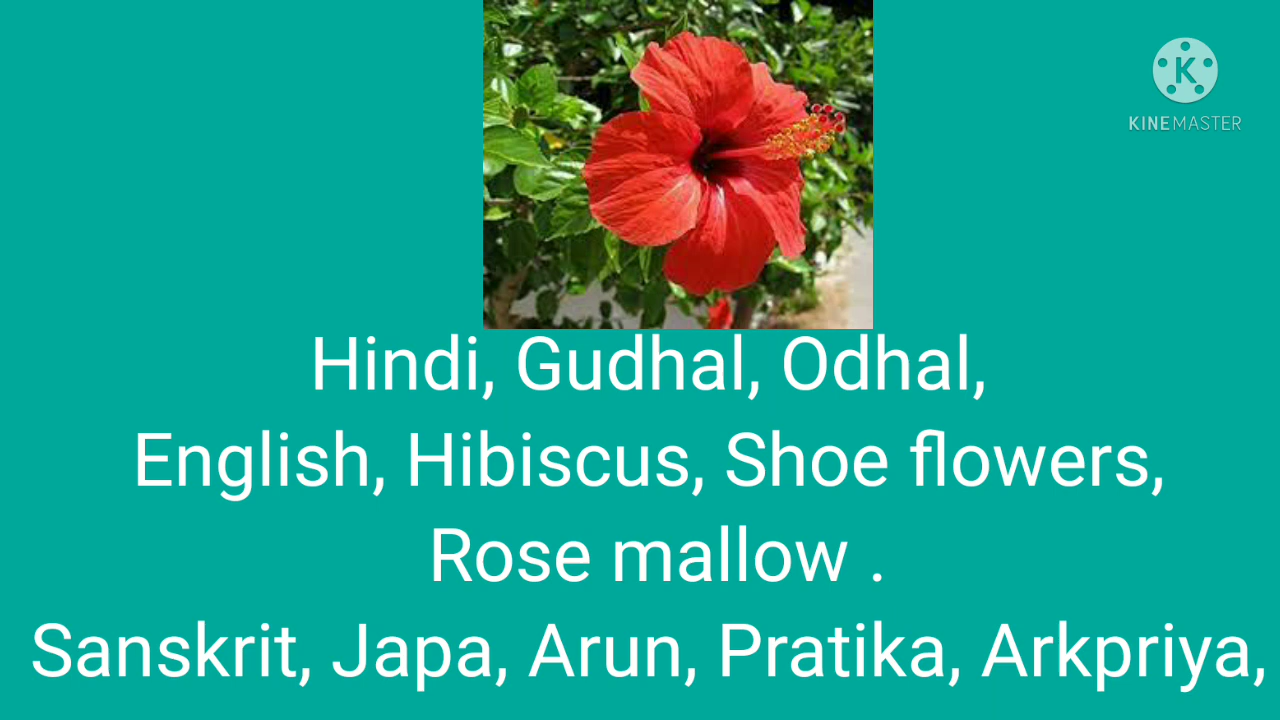 KINEMASTER
Hindi, Gudhal, Odhal,
English, Hibiscus, Shoe flowers,
Rose mallow .
Sanskrit, Japa, Arun, Pratika, Arkpriya,